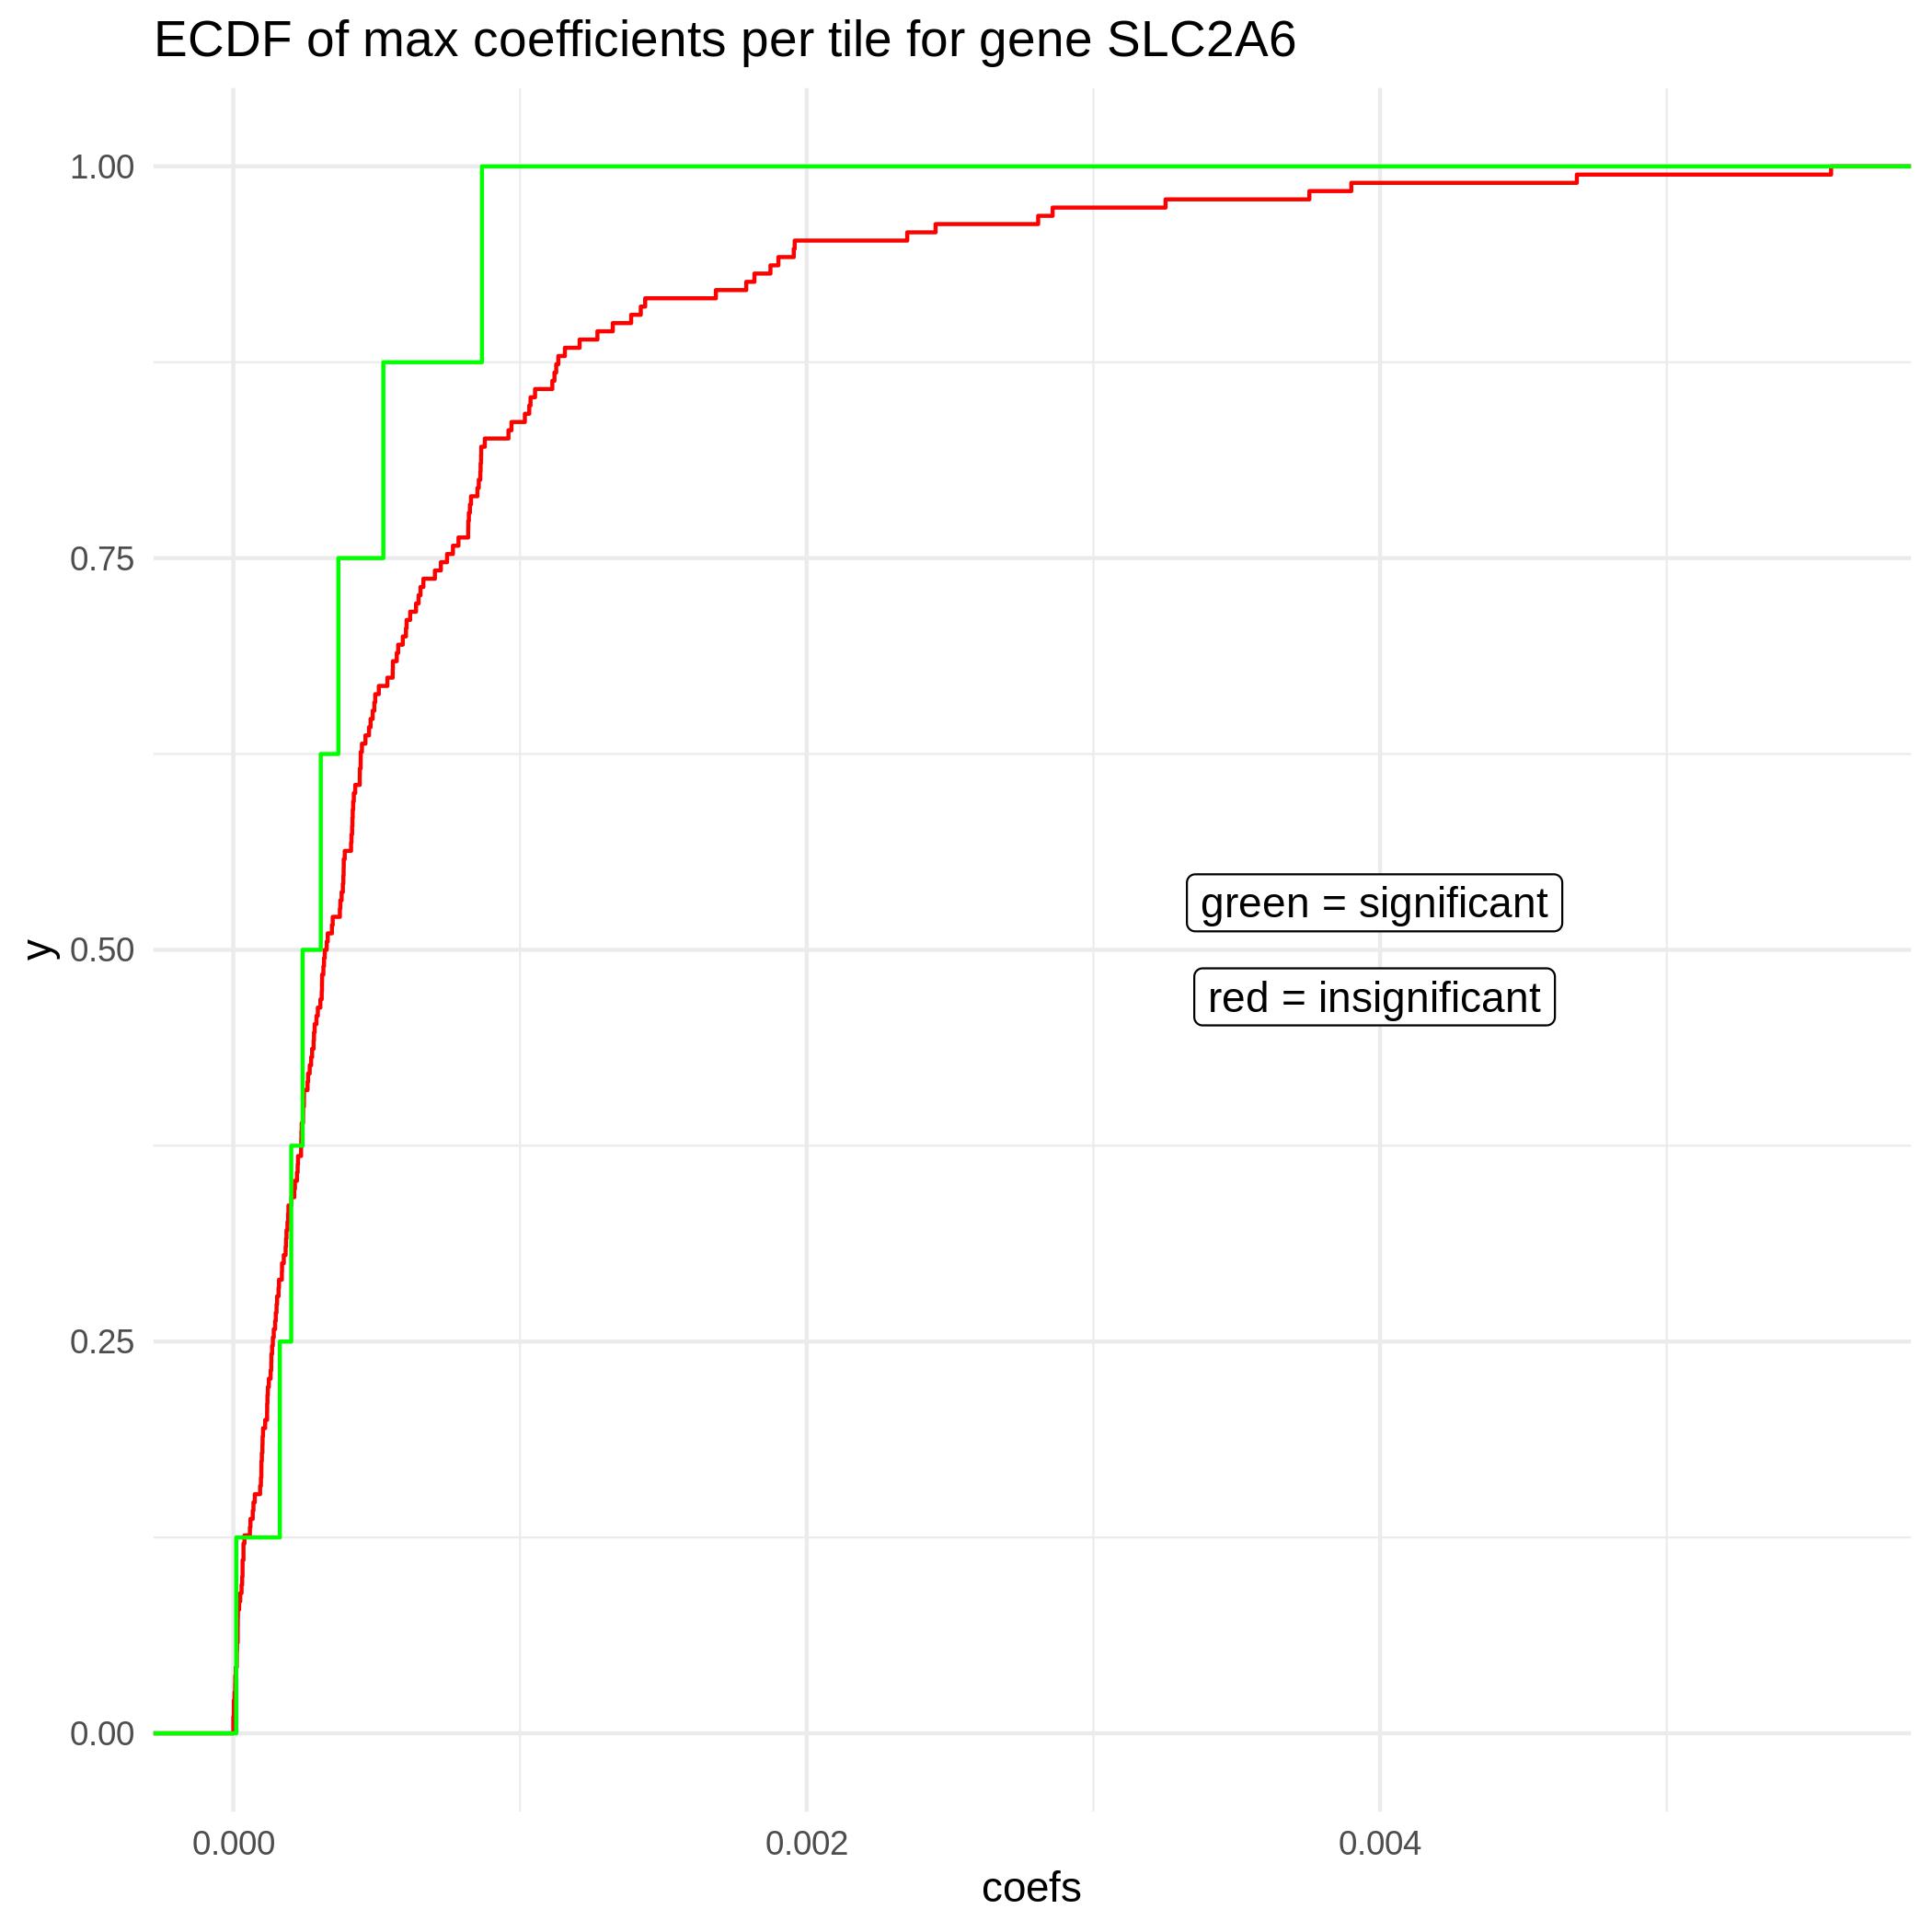 ECDF of max coefficients per tile for gene SLC2A6
1.00
0.75
0.50
0.25
0.00
y
green = significant
red = insignificant
0.000
0.002
0.004
coefs